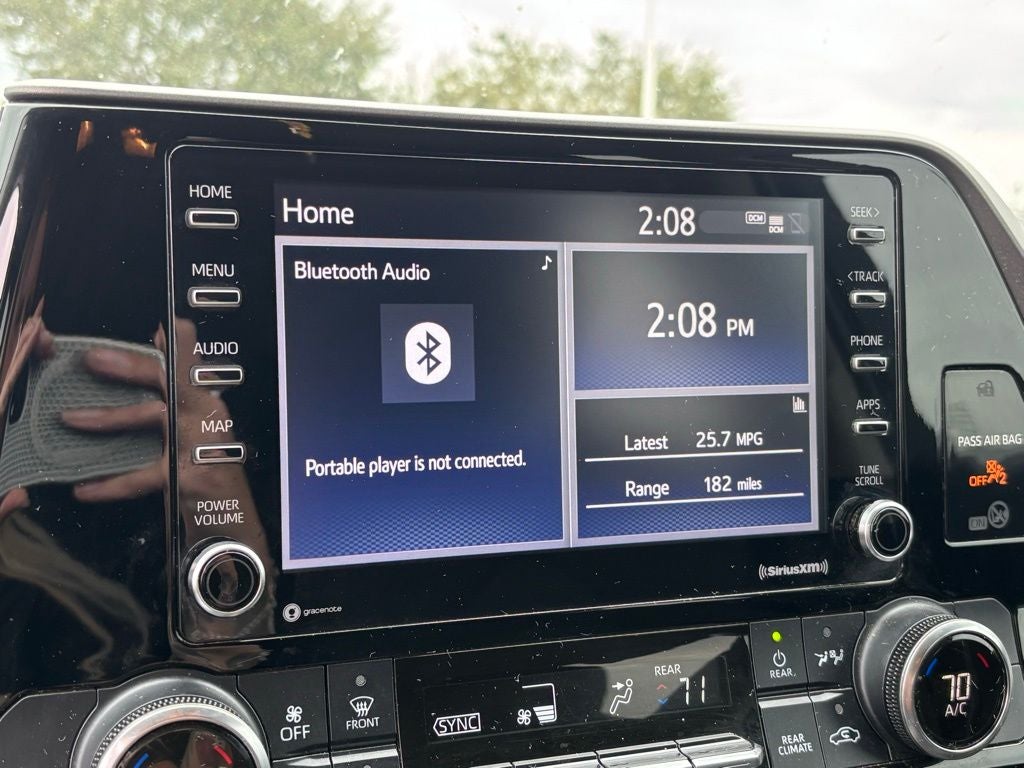 HOME
MENU
AUDIO
MAP
POWER
VOLUME
Home
2:08
DCM
DCM
Bluetooth Audio
Portable player is not connected.
2:08 PM
Latest 25.7 MPG
Range 182 miles
SEEK>
<TRACK
PHONE
APPS
TUNE
SCROLL
gracenote
((SiriusXM))
PASS AIR BAG
OFF 2
ON
OFF
FRONT
SYNC
REAR
71
REAR
REAR
CLIMATE
70
A/C